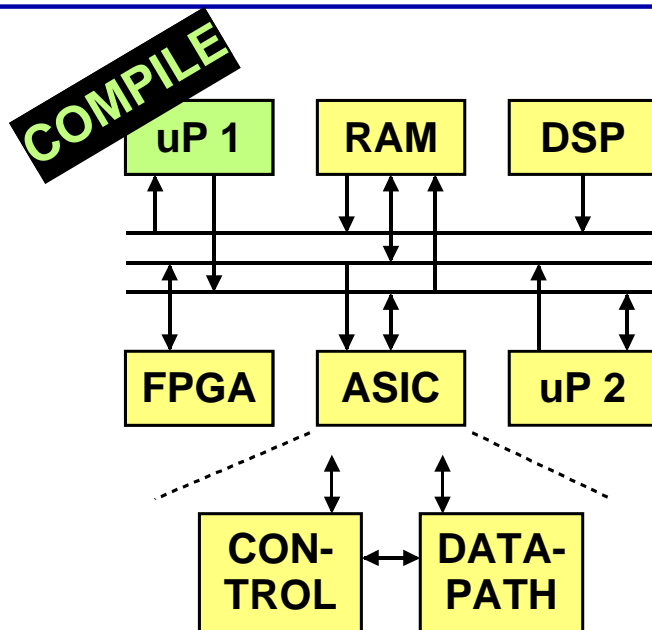 COMPILE
uP 1
RAM
DSP
FPGA
ASIC
uP 2
CON-
TROL
DATA-
PATH